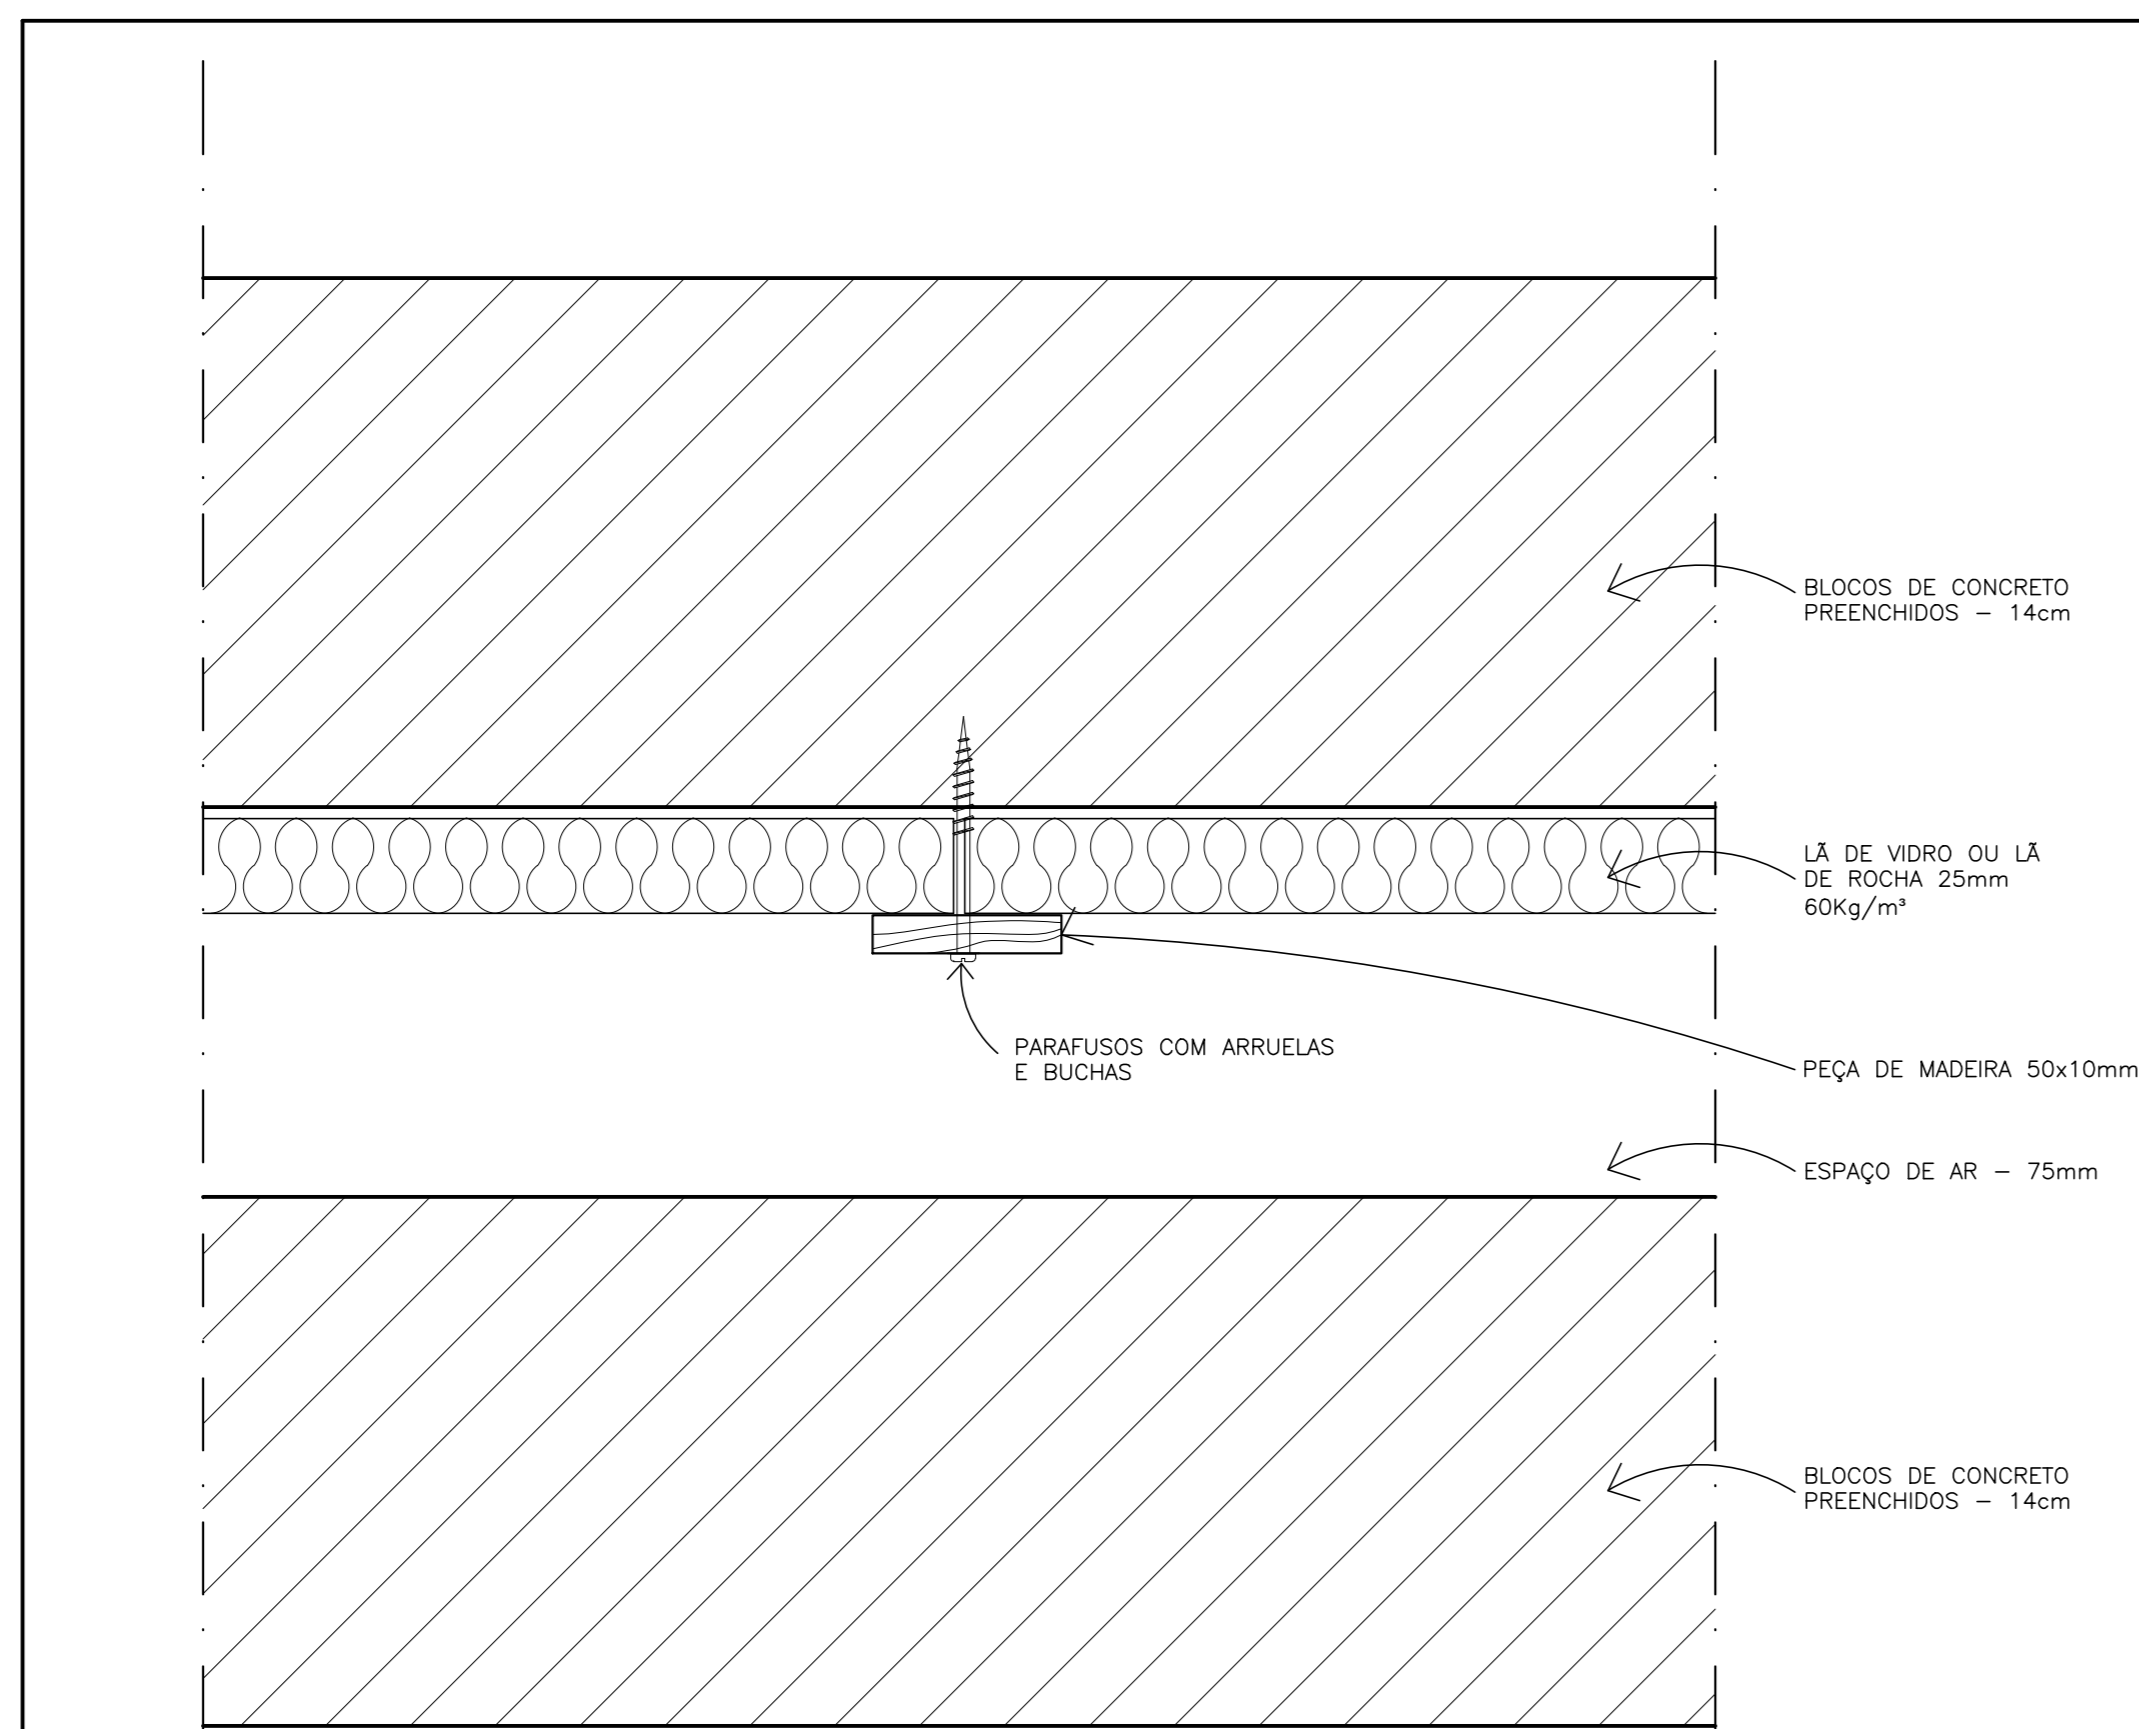 BLOCOS DE CONCRETO
PREENCHIDOS – 14cm
LÃ DE VIDRO OU LÃ
DE ROCHA 25mm
60Kg/m³
PARAFUSOS COM ARRUELAS
E BUCHAS
PEÇA DE MADEIRA 50x10mm
ESPAÇO DE AR – 75mm
BLOCOS DE CONCRETO
PREENCHIDOS – 14cm